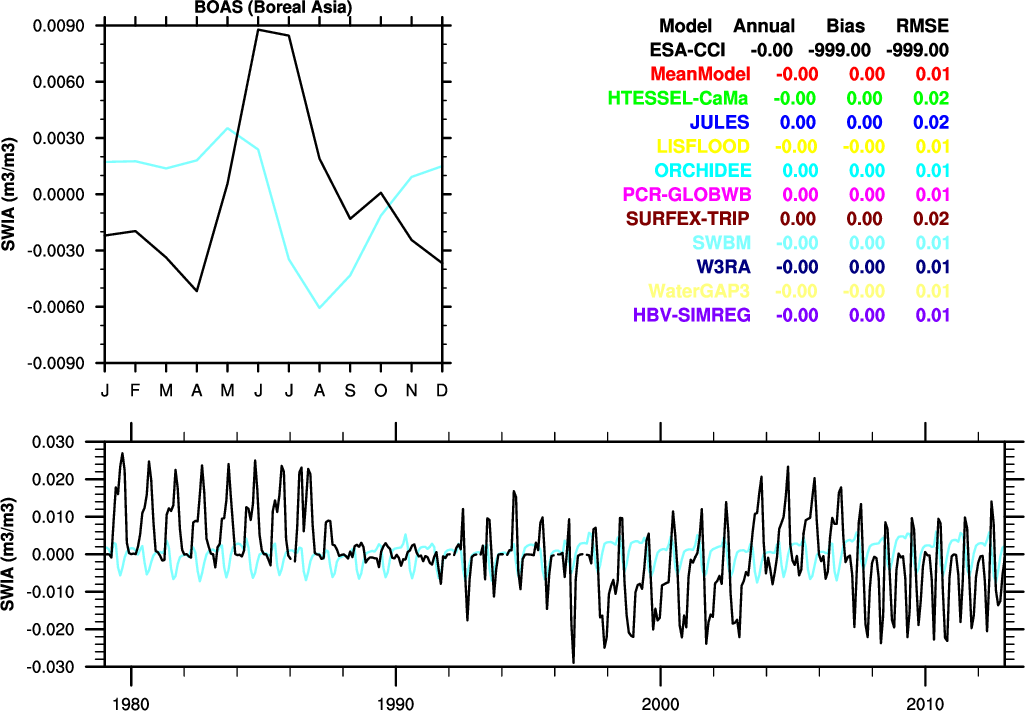 BOAS (Boreal Asia)
0.0090
0.0060
0.0030
0.0000
-0.0030
-0.0060
-0.0090
SWIA (m3/m3)
J F M A M J J A S O N D
Model Annual Bias RMSE
ESA-CCI -0.00 -999.00 -999.00
MeanModel -0.00 0.00 0.01
HTESSEL-CaMa -0.00 0.00 0.02
JULES 0.00 0.00 0.02
LISFLOOD -0.00 -0.00 0.01
ORCHIDEE 0.00 0.00 0.01
PCR-GLOBWB 0.00 0.00 0.01
SURFEX-TRIP 0.00 0.00 0.02
SWBM -0.00 0.00 0.01
W3RA -0.00 0.00 0.01
WaterGAP3 -0.00 -0.00 0.01
HBV-SIMREG -0.00 0.00 0.01
0.030
0.020
0.010
0.000
-0.010
-0.020
-0.030
SWIA (m3/m3)
1980 1990 2000 2010